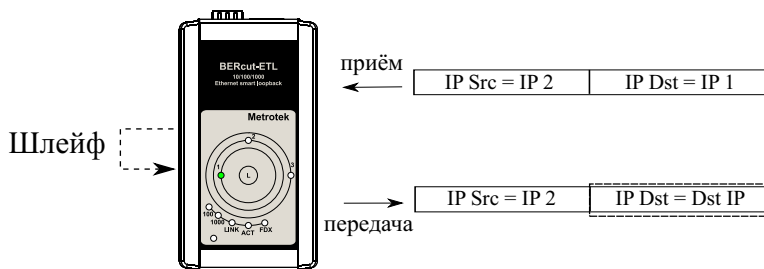 BERcut-ETL
10/100/1000
Ethernet smart loopback
Metrotek
Шлейф
1
2
3
L
100
1000
LINK
ACT
FDX
приём
IP Src = IP 2 IP Dst = IP 1
передача
IP Src = IP 2 IP Dst = Dst IP